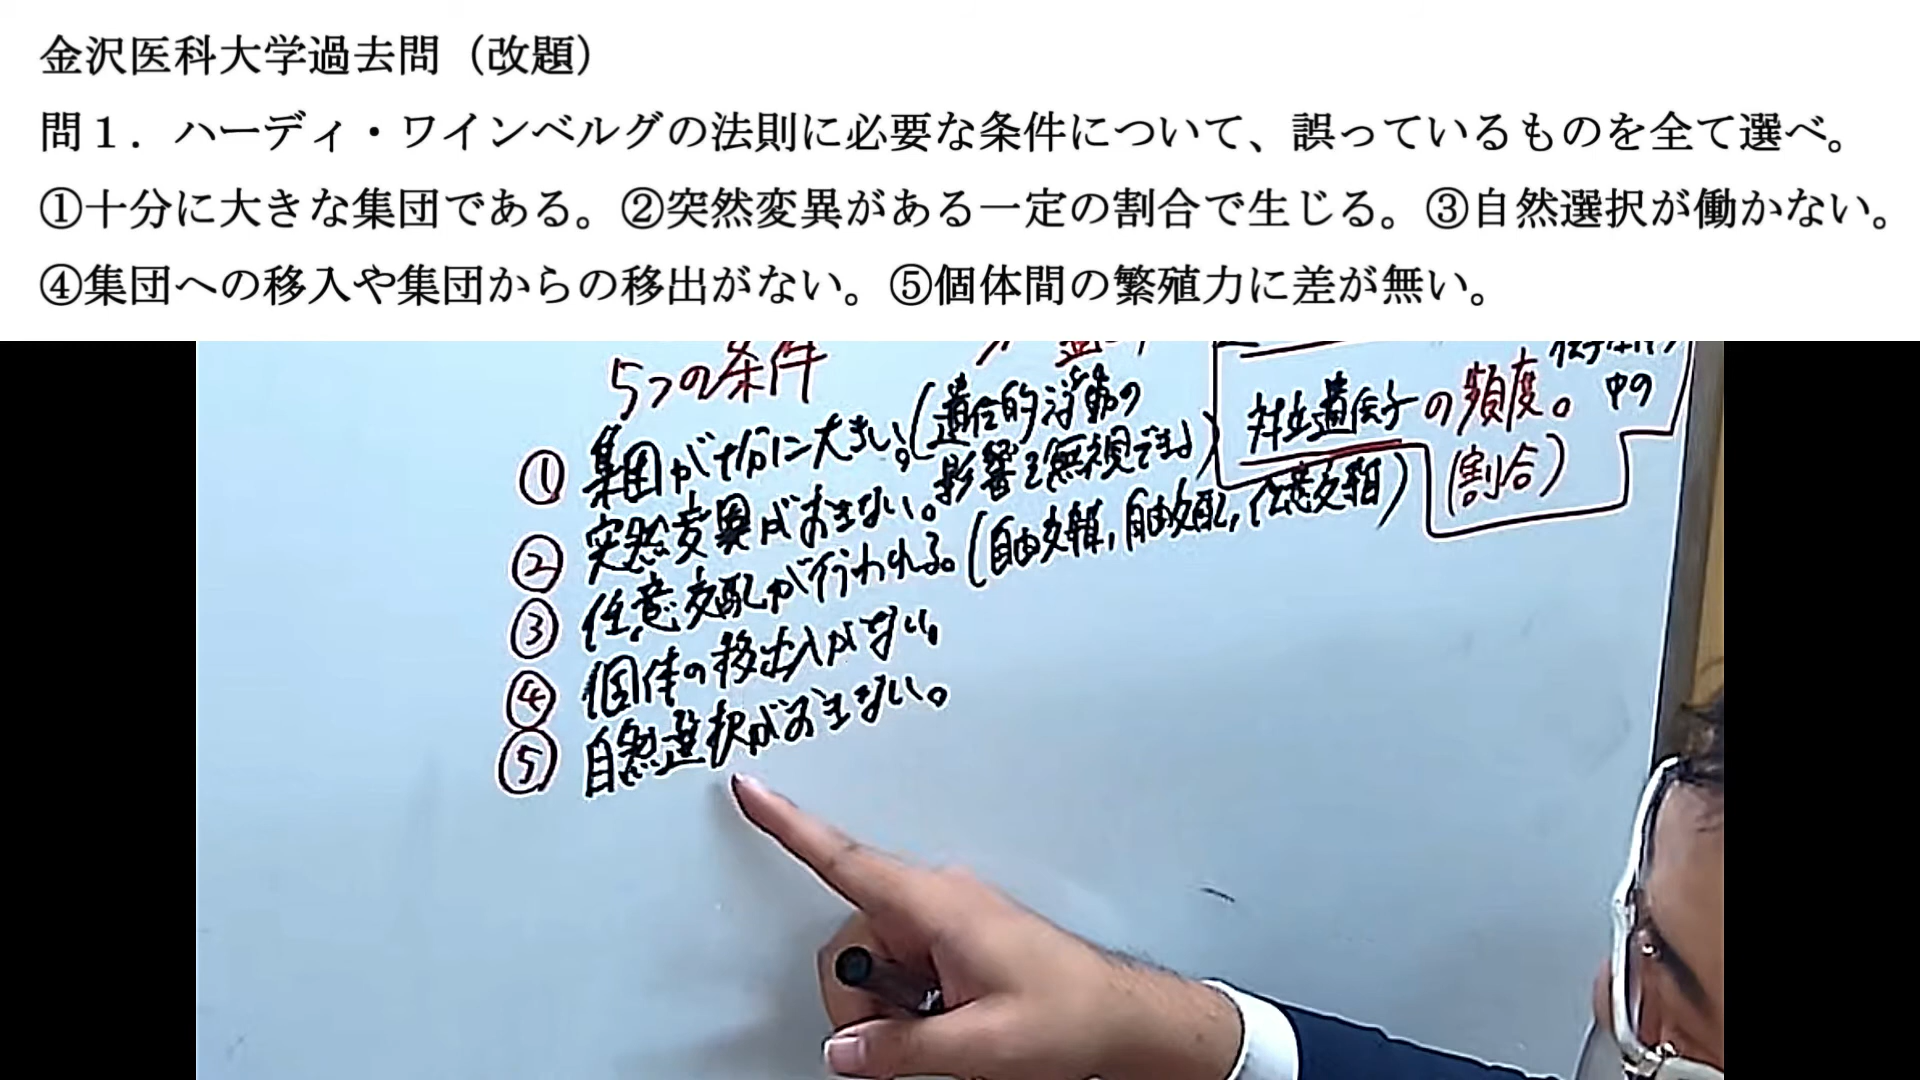 金沢医科大学過去問（改題）
問１．ハーディ・ワインベルグの法則に必要な条件について、誤っているものを全て選べ。
①十分に大きな集団である。②突然変異がある一定の割合で生じる。③自然選択が働かない。
④集団への移入や集団からの移出がない。⑤個体間の繁殖力に差が無い。
5つの条件
① 集団が十分に大きい。(遺伝的浮動の
影響を無視できる)
② 突然変異がおきない。
③ 任意交配が行われる。(自由交雑, 自由交配, 任意交雑)
④ 個体の移出入がない。
⑤ 自然選択がおきない。
対立遺伝子の頻度。
中の
(割合)